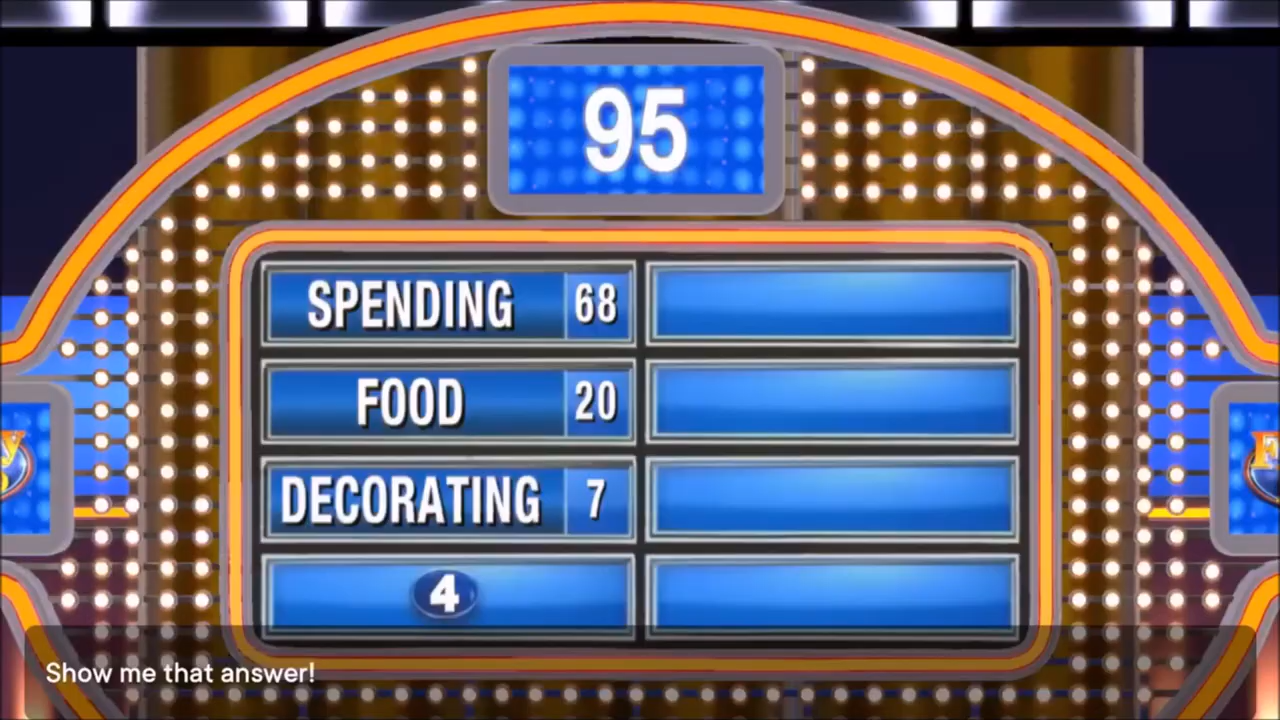 95
SPENDING 68
FOOD 20
DECORATING 7
4
Show me that answer!